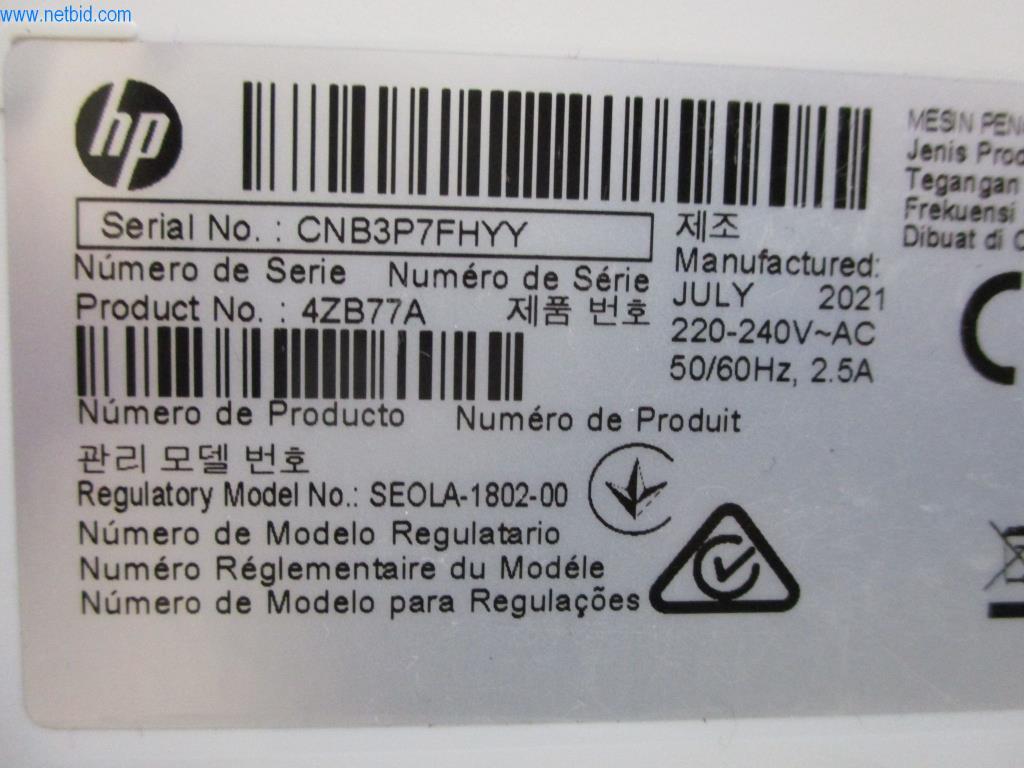 www.netbid.com
hp
Serial No. : CNB3P7FHYY
Número de Serie Numéro de Série
Product No. : 4ZB77A 제품 번호
Número de Producto Numéro de Produit
관리 모델 번호
Regulatory Model No.: SEOLA-1802-00
Número de Modelo Regulatario
Numéro Réglementaire du Modéle
Número de Modelo para Regulações
제조
Manufactured:
JULY 2021
220-240V~AC
50/60Hz, 2.5A
MESIN
Jenis
Tegangan
Frekuensi
Dibuat di